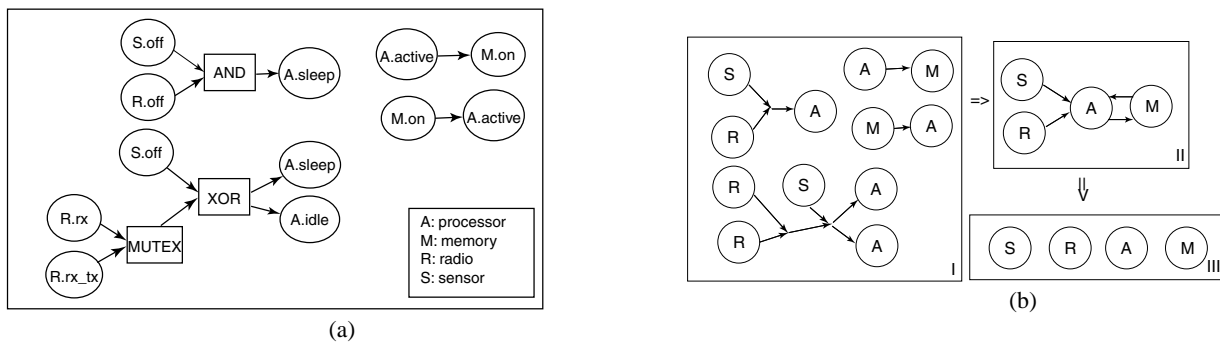 S.off
AND
A.sleep
R.off
A.active
M.on
M.on
A.active
S.off
XOR
A.sleep
A.idle
R.rx
MUTEX
R.rx_tx
A: processor
M: memory
R: radio
S: sensor
(a)
S
R
A
A
M
M
A
R
S
A
R
A
I
=>
S
R
A
M
II
=>
S
R
A
M
III
(b)